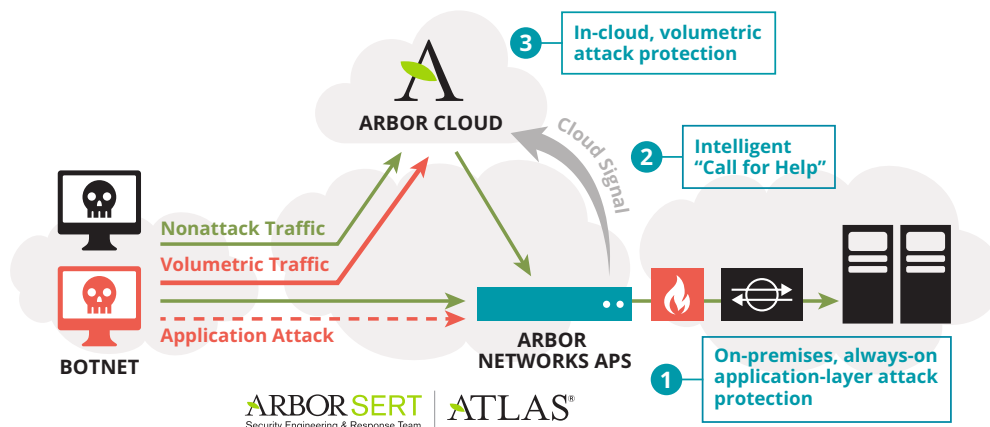 3
In-cloud, volumetric
attack protection
A
ARBOR CLOUD
Cloud Signal
2
Intelligent
“Call for Help”
Nonattack Traffic
Volumetric Traffic
Application Attack
BOTNET
ARBOR
NETWORKS APS
1
On-premises, always-on
application-layer attack
protection
ARBOR SERT
Security Engineering & Response Team
ATLAS®